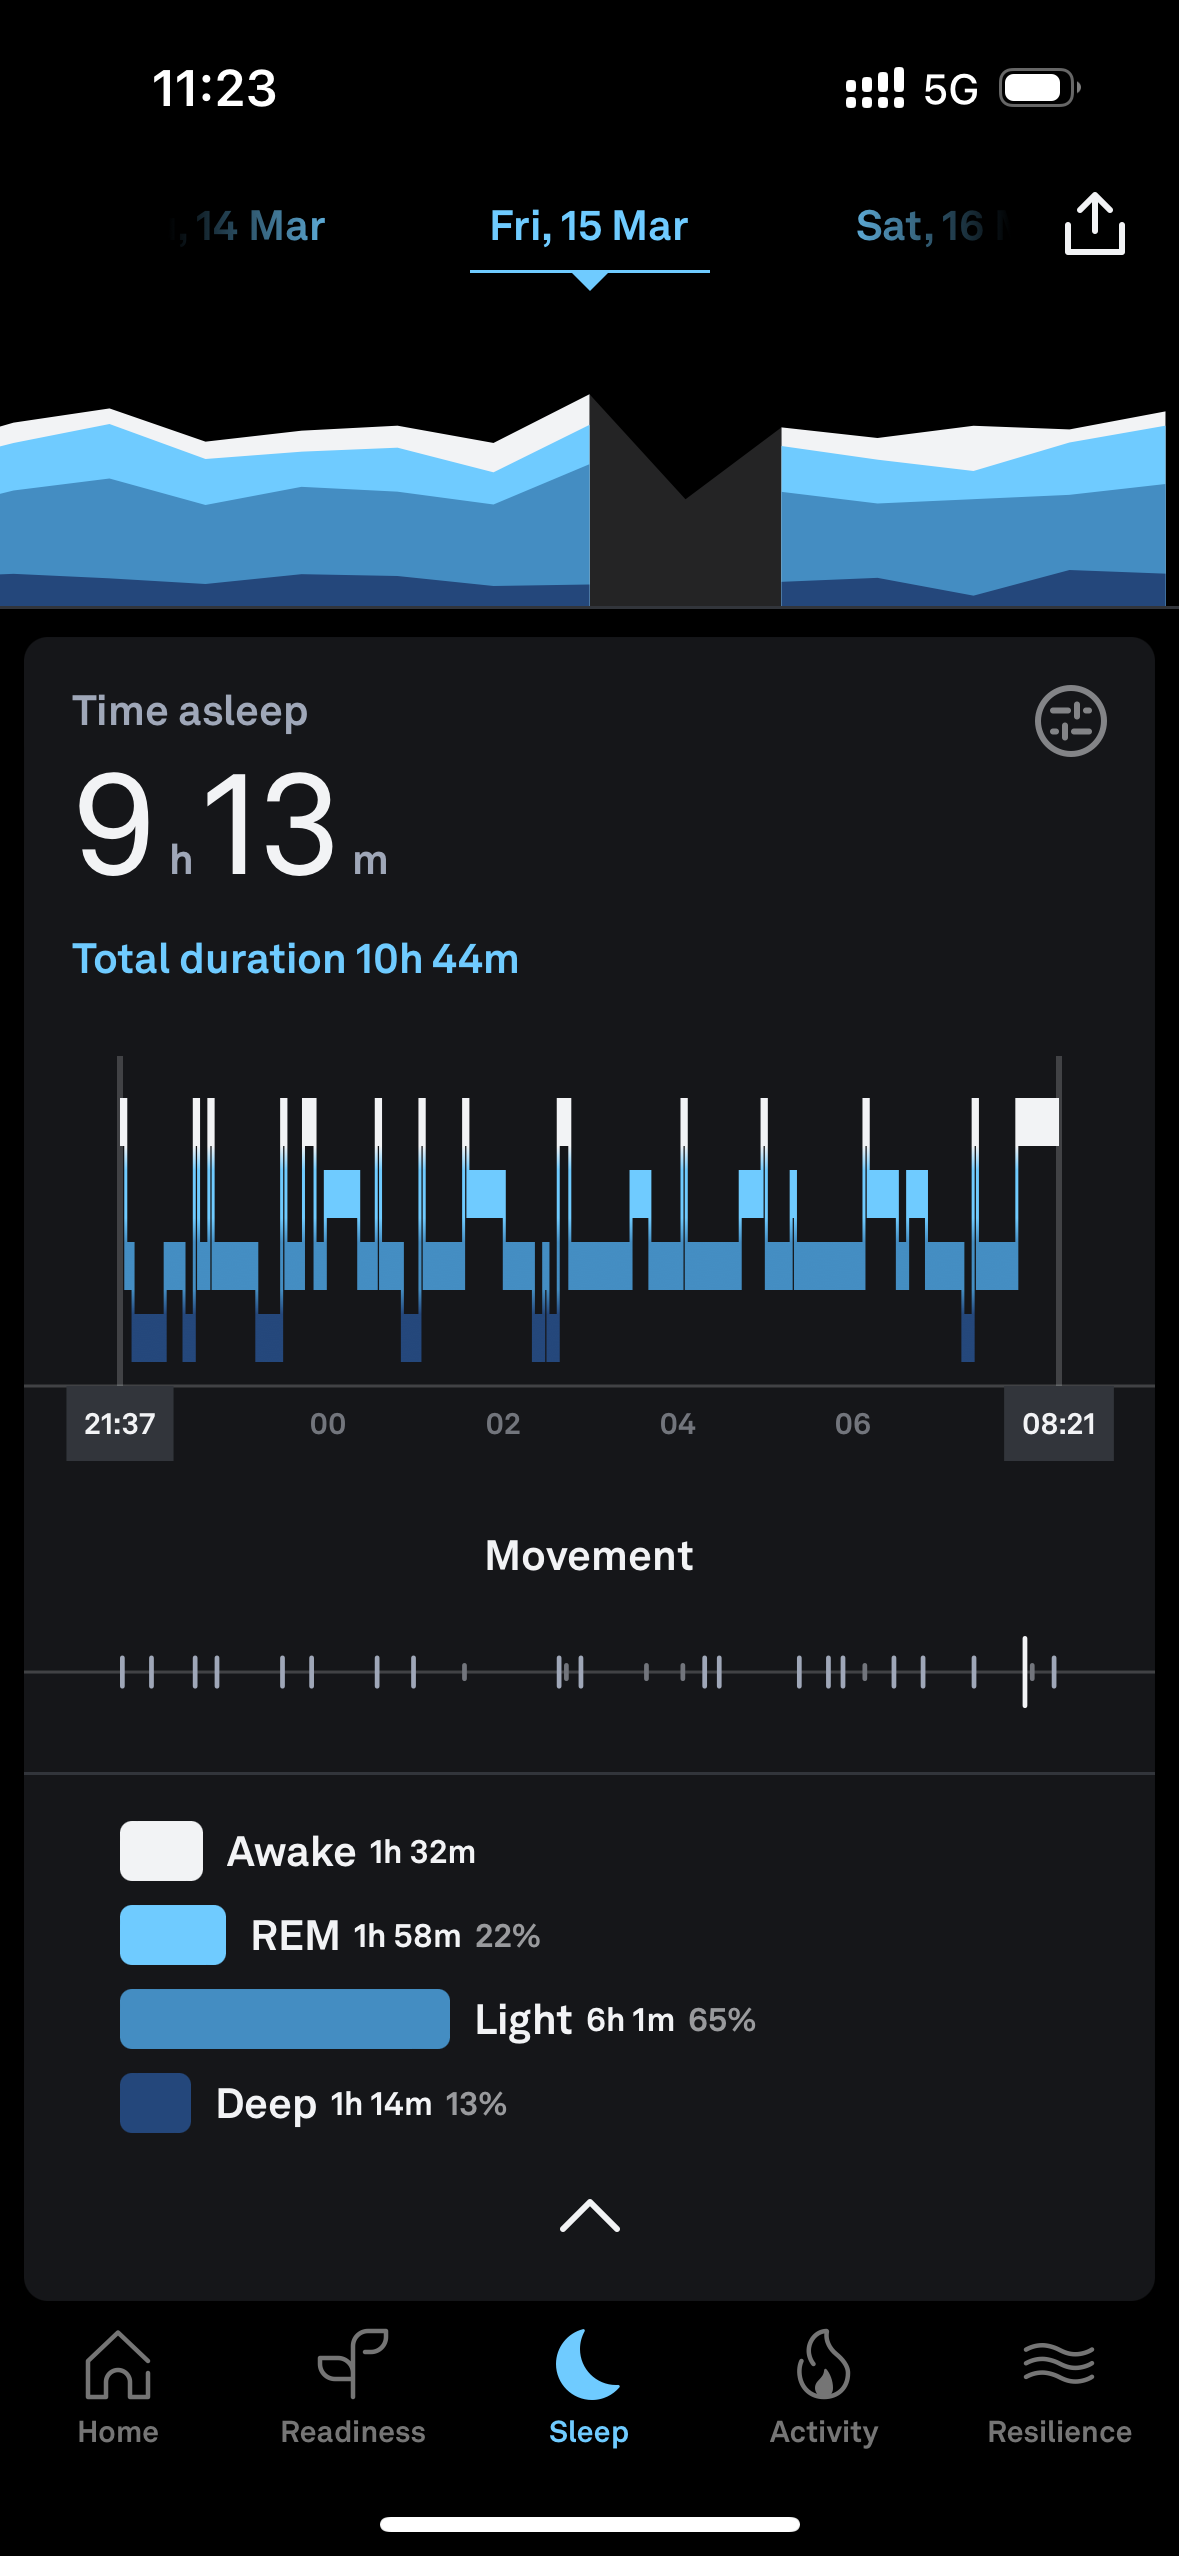 11:23 5G
, 14 Mar Fri, 15 Mar Sat, 16
Time asleep
9 h 13 m
Total duration 10h 44m
21:37 00 02 04 06 08:21
Movement
Awake 1h 32m
REM 1h 58m 22%
Light 6h 1m 65%
Deep 1h 14m 13%
Home Readiness Sleep Activity Resilience